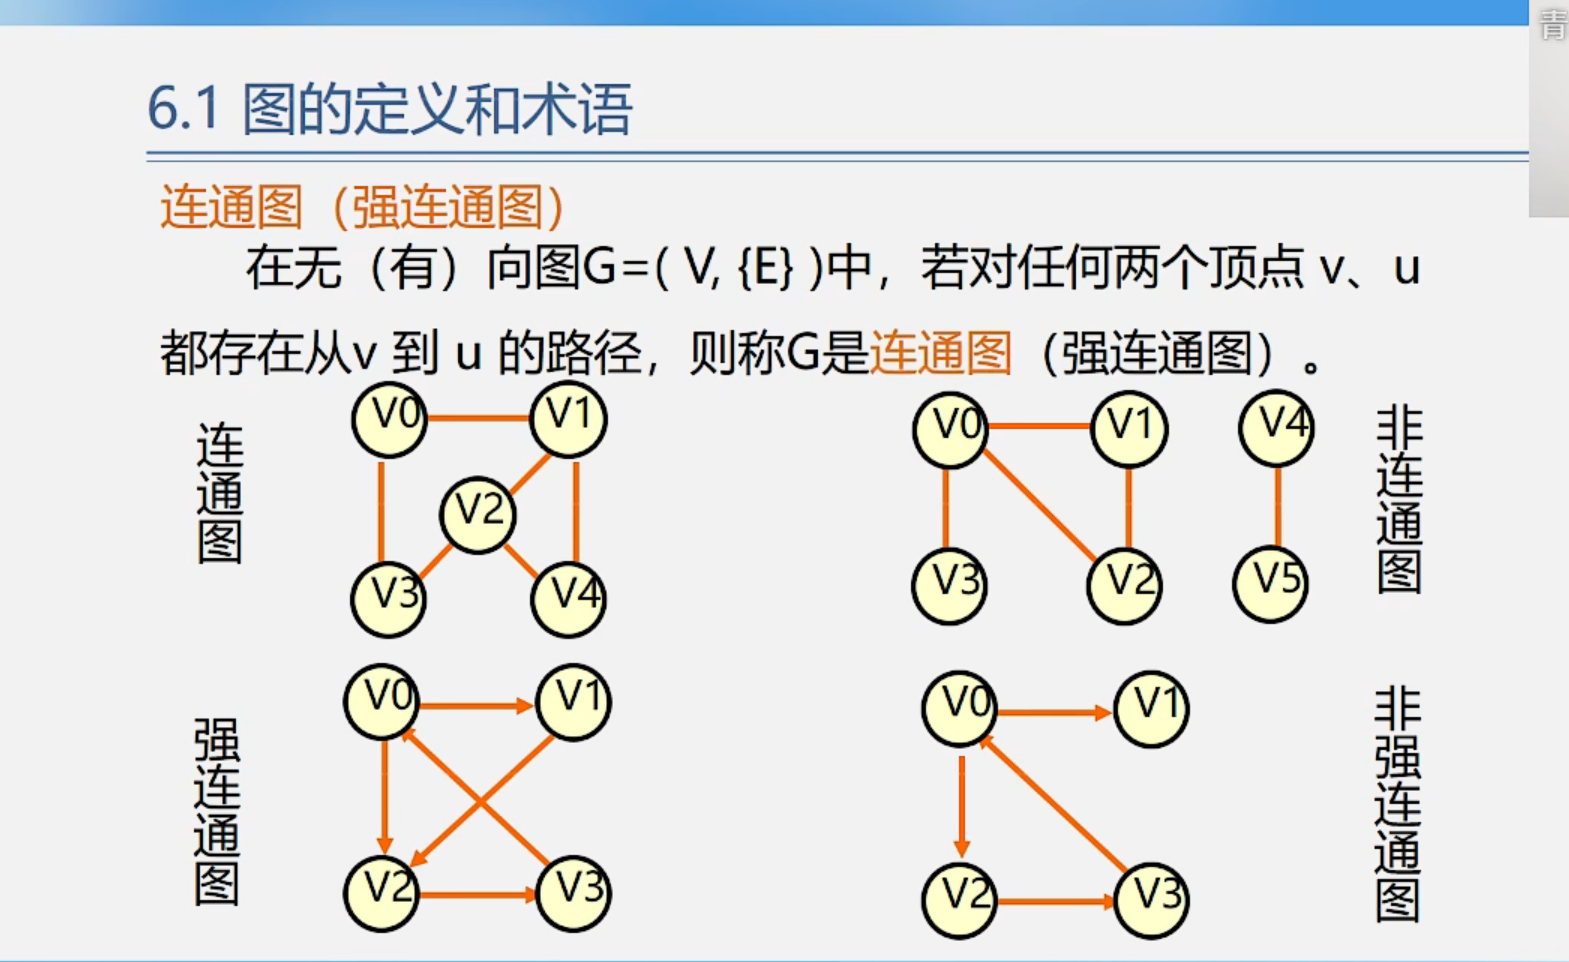 青
6.1 图的定义和术语
连通图（强连通图）
在无（有）向图G=( V, {E} )中，若对任何两个顶点 v、u
都存在从v 到 u 的路径，则称G是连通图（强连通图）。
连通图
V0
V1
V2
V3
V4
V0
V1
V4
V3
V2
V5
非连通图
强连通图
V0
V1
V2
V3
V0
V1
V2
V3
非强连通图